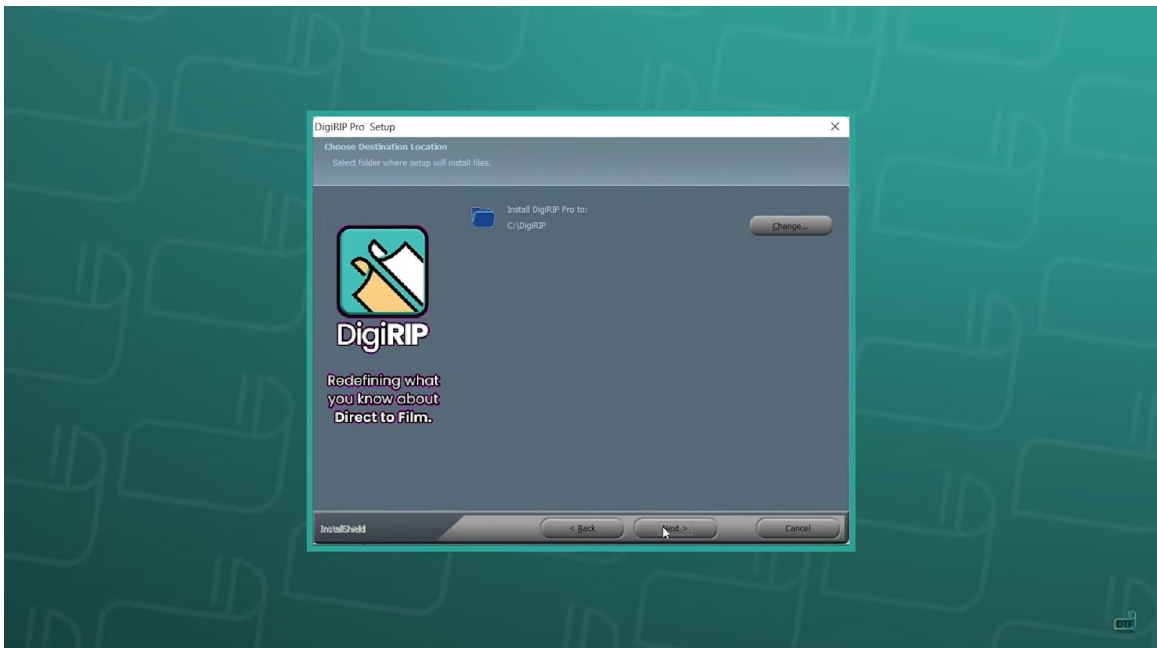 DigiRIP Pro Setup
Choose Destination Location
Select folder where setup will install files.
Install DigiRIP Pro to:
C:\DigiRIP
Change...
DigiRIP
Redefining what
you know about
Direct to Film.
InstallShield
< Back
Next >
Cancel
DTF